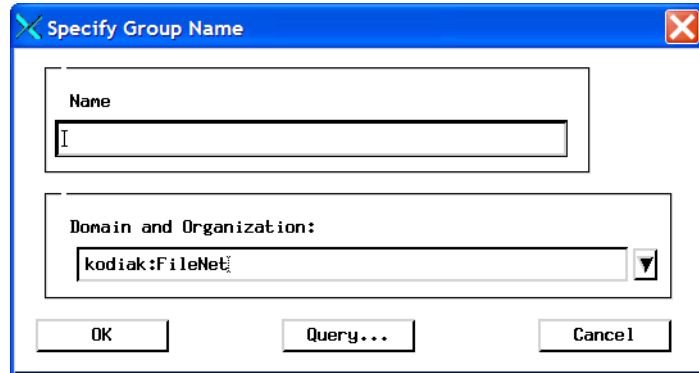 Specify Group Name
Name
Domain and Organization:
kodiak:FileNet
OK Query... Cancel